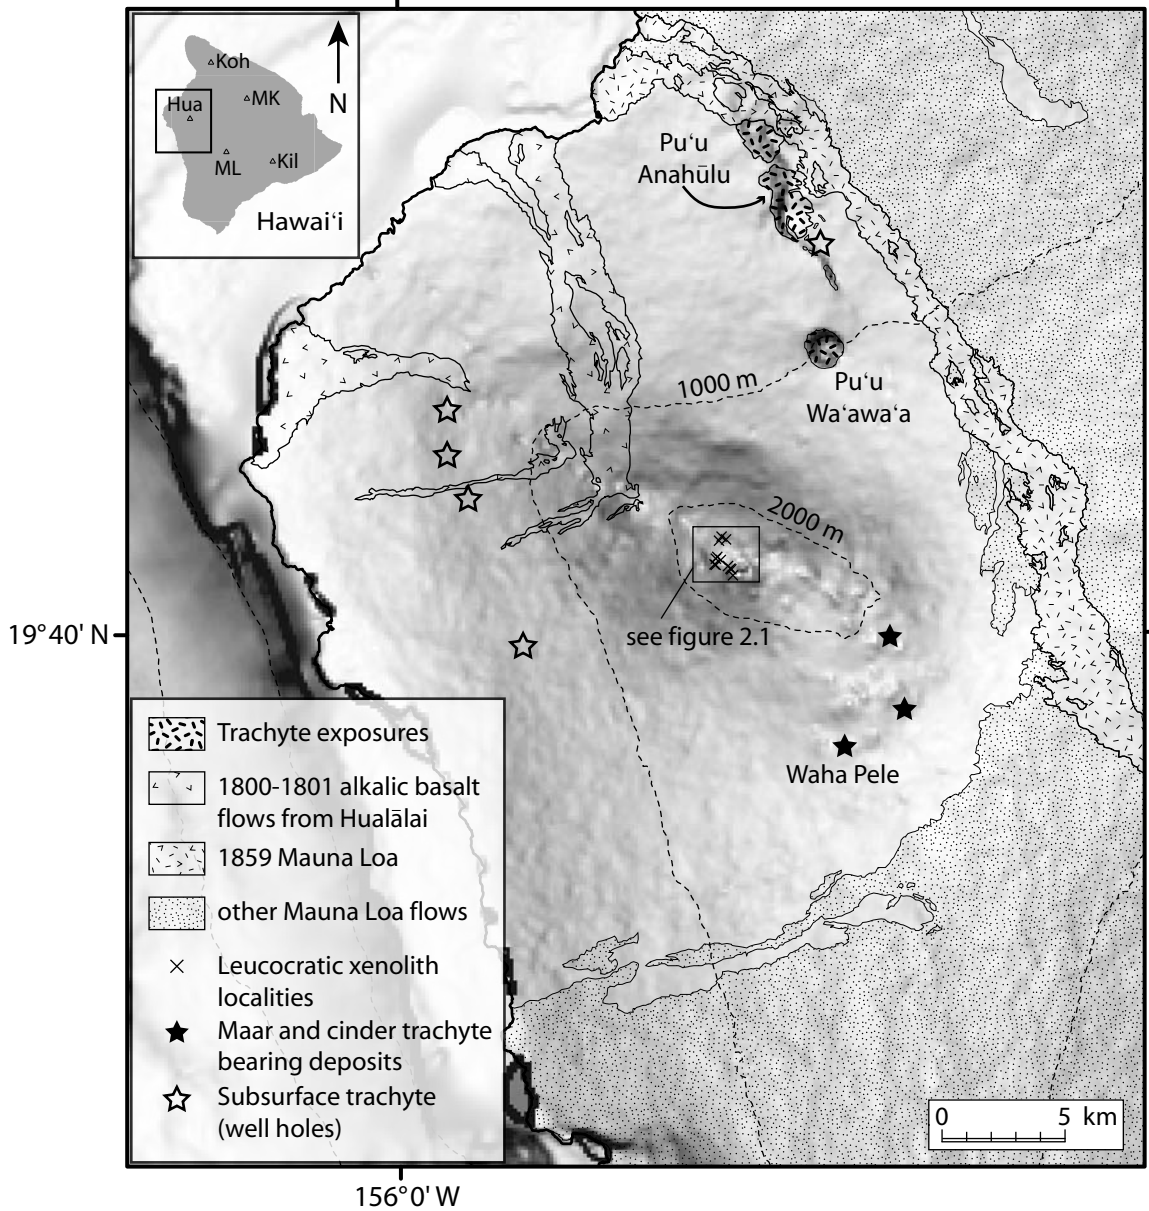 Koh
Hua
MK
ML
Kil
N
Hawaiʻi
Puʻu
Anahūlu
1000 m
Puʻu
Waʻawaʻa
2000 m
see figure 2.1
19°40' N
Waha Pele
Trachyte exposures
1800-1801 alkalic basalt
flows from Hualālai
1859 Mauna Loa
other Mauna Loa flows
Leucocratic xenolith
localities
Maar and cinder trachyte
bearing deposits
Subsurface trachyte
(well holes)
0 5 km
156°0' W